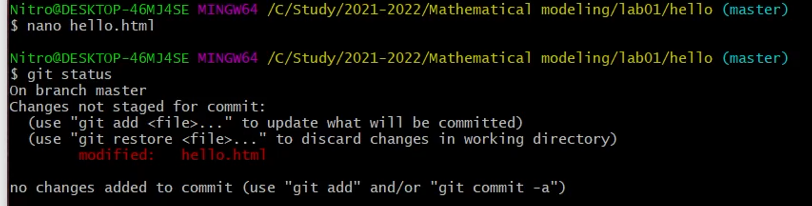 Nitro@DESKTOP-46MJ4SE MINGW64 /C/Study/2021-2022/Mathematical modeling/lab01/hello (master)
$ nano hello.html
Nitro@DESKTOP-46MJ4SE MINGW64 /C/Study/2021-2022/Mathematical modeling/lab01/hello (master)
$ git status
On branch master
Changes not staged for commit:
  (use "git add <file>..." to update what will be committed)
  (use "git restore <file>..." to discard changes in working directory)
        modified:   hello.html
no changes added to commit (use "git add" and/or "git commit -a")